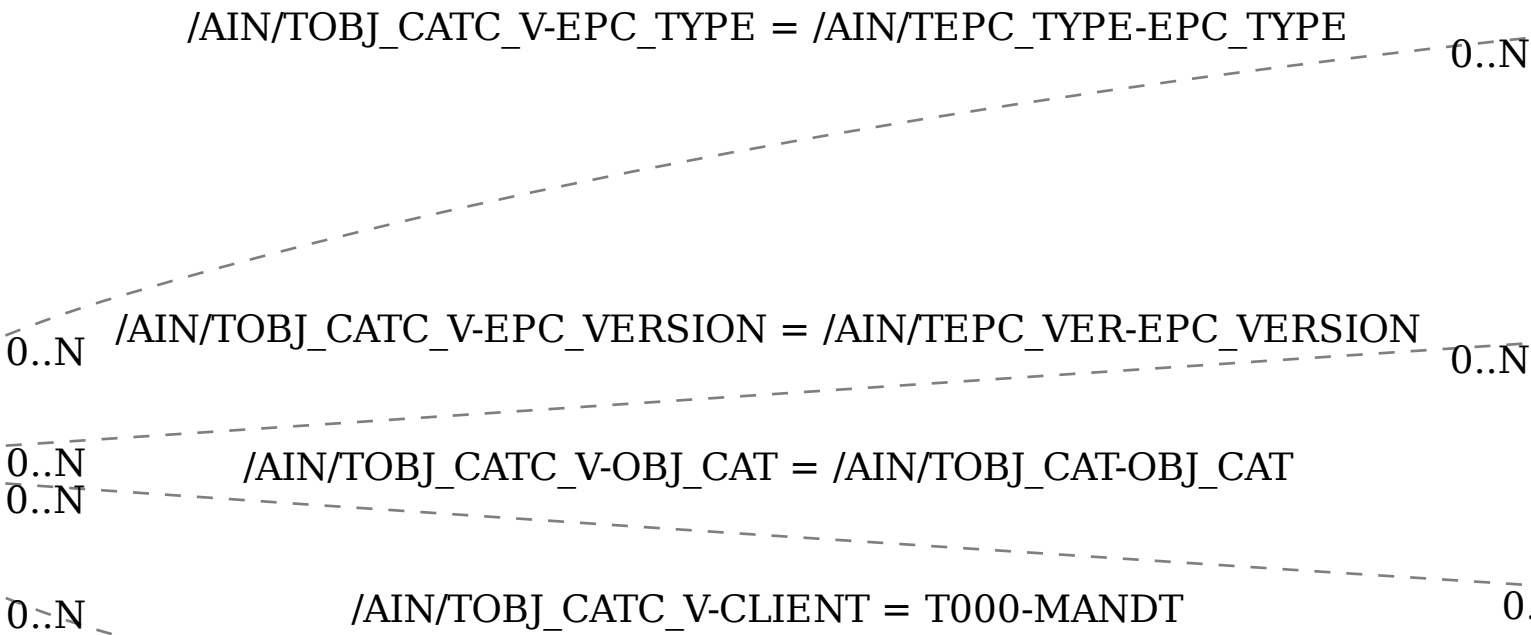 /AIN/TOBJ_CATC_V-EPC_TYPE = /AIN/TEPC_TYPE-EPC_TYPE
0..N
/AIN/TOBJ_CATC_V-EPC_VERSION = /AIN/TEPC_VER-EPC_VERSION
0..N
0..N
0..N
/AIN/TOBJ_CATC_V-OBJ_CAT = /AIN/TOBJ_CAT-OBJ_CAT
0..N
0..N
/AIN/TOBJ_CATC_V-CLIENT = T000-MANDT
0.